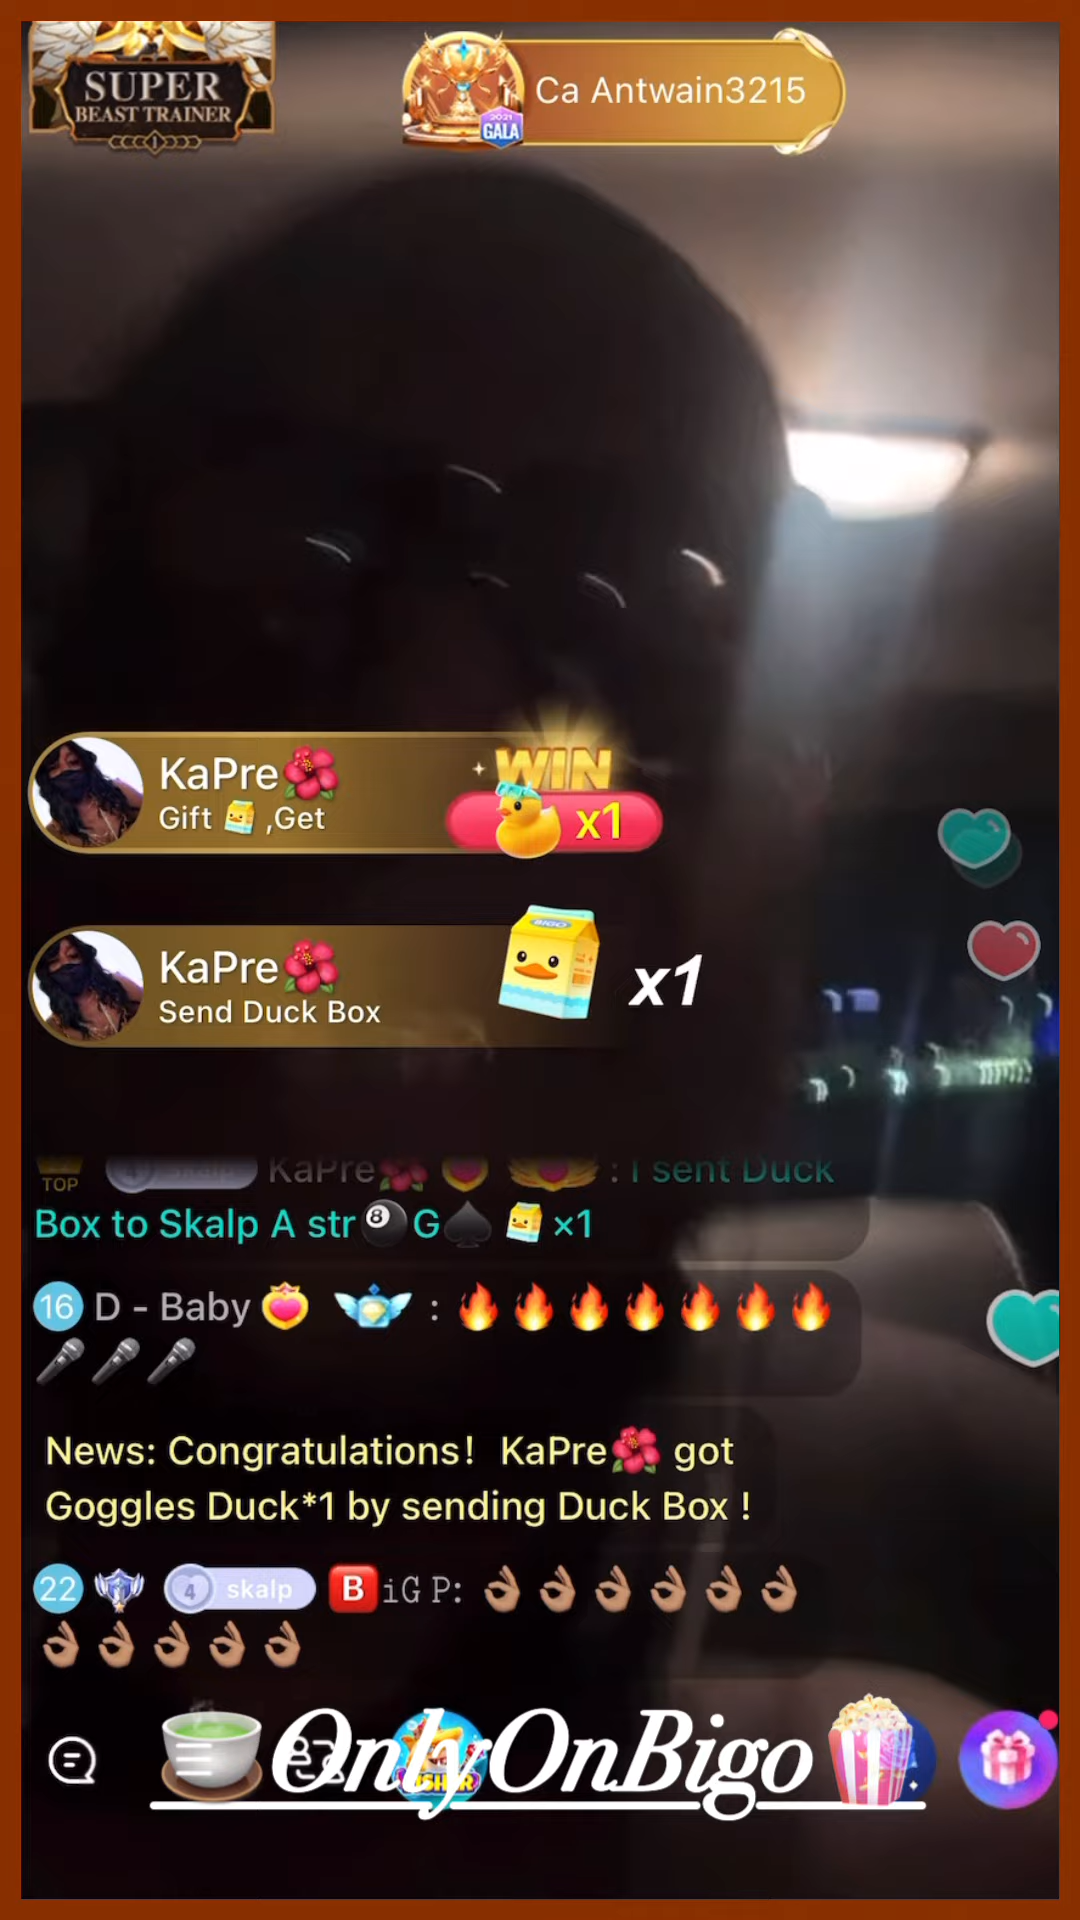 SUPER
BEAST TRAINER
2021
GALA
Ca Antwain3215
KaPre🌺
Gift ,Get
WIN
x1
KaPre🌺
Send Duck Box
BIGO
x1
TOP KaPre🌺 : I sent Duck
Box to Skalp A str🎱G♠️ x1
16 D - Baby : 🔥🔥🔥🔥🔥🔥🔥
🎤🎤🎤
News: Congratulations! KaPre🌺 got
Goggles Duck*1 by sending Duck Box !
22 4 skalp 🅱️iG P: 👌🏽👌🏽👌🏽👌🏽👌🏽👌🏽
👌🏽👌🏽👌🏽👌🏽👌🏽
🍵OnlyOnBigo🍿